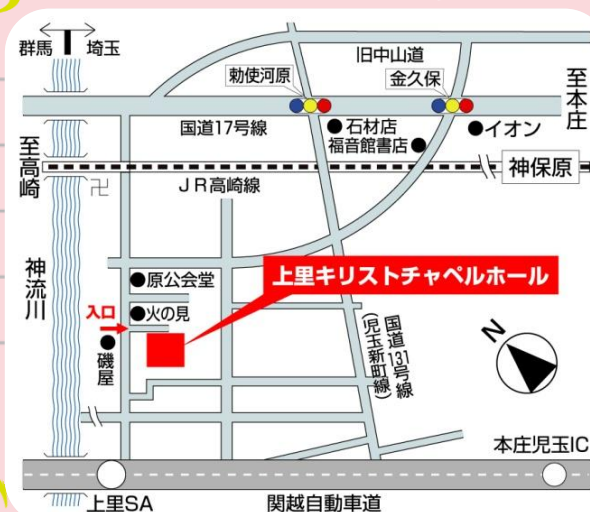 群馬 埼玉
旧中山道
勅使河原
金久保
至本庄
国道17号線
石材店
福音館書店
イオン
至高崎
神保原
JR高崎線
卍
神流川
原公会堂
上里キリストチャペルホール
入口
火の見
磯屋
国道131号線
(児玉新町線)
N
本庄児玉IC
上里SA
関越自動車道